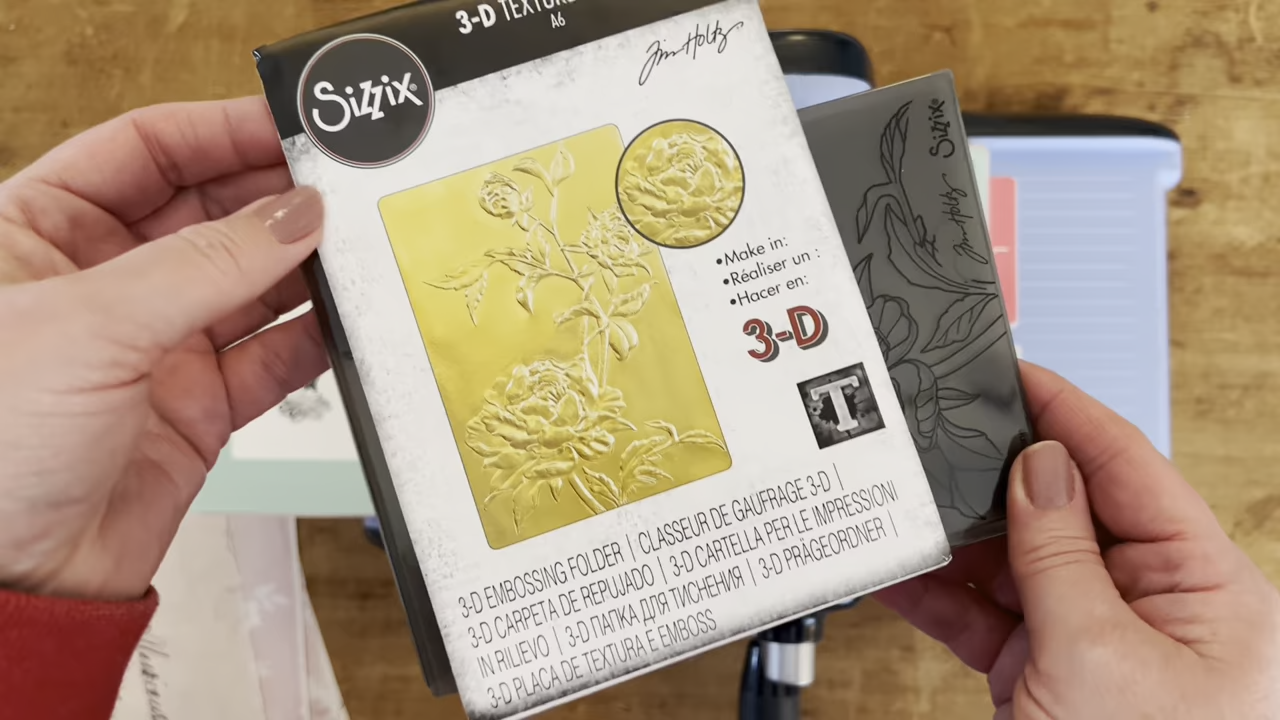 3-D TEXTURE
A6
Tim Holtz
Sizzix
•Make in:
•Réaliser un :
•Hacer en:
3-D
T
3-D EMBOSSING FOLDER | CLASSEUR DE GAUFRAGE 3-D |
3-D CARPETA DE REPUJADO | 3-D CARTELLA PER LE IMPRESSIONI
IN RILIEVO | 3-D ПАПКА ДЛЯ ТИСНЕНИЯ | 3-D PRÄGEORDNER |
3-D PLACA DE TEXTURA E EMBOSS
Sizzix
Tim Holtz